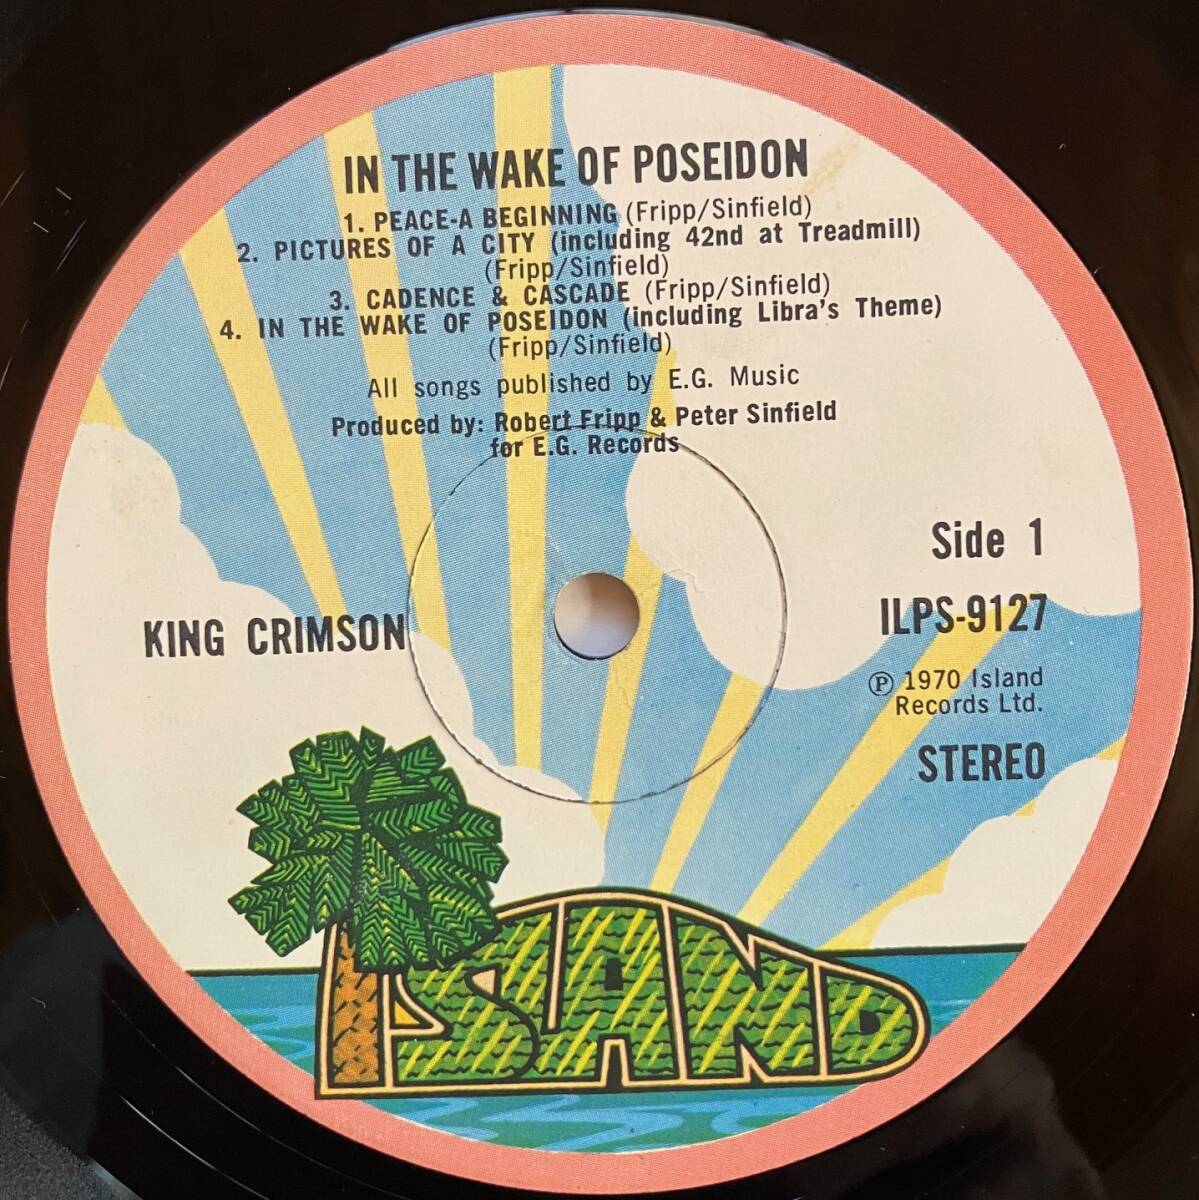 IN THE WAKE OF POSEIDON
1. PEACE-A BEGINNING (Fripp/Sinfield)
2. PICTURES OF A CITY (including 42nd at Treadmill)
(Fripp/Sinfield)
3. CADENCE & CASCADE (Fripp/Sinfield)
4. IN THE WAKE OF POSEIDON (including Libra's Theme)
(Fripp/Sinfield)
All songs published by E.G. Music
Produced by: Robert Fripp & Peter Sinfield
for E.G. Records
Side 1
KING CRIMSON
ILPS-9127
Ⓟ 1970 Island
Records Ltd.
STEREO
ISLAND